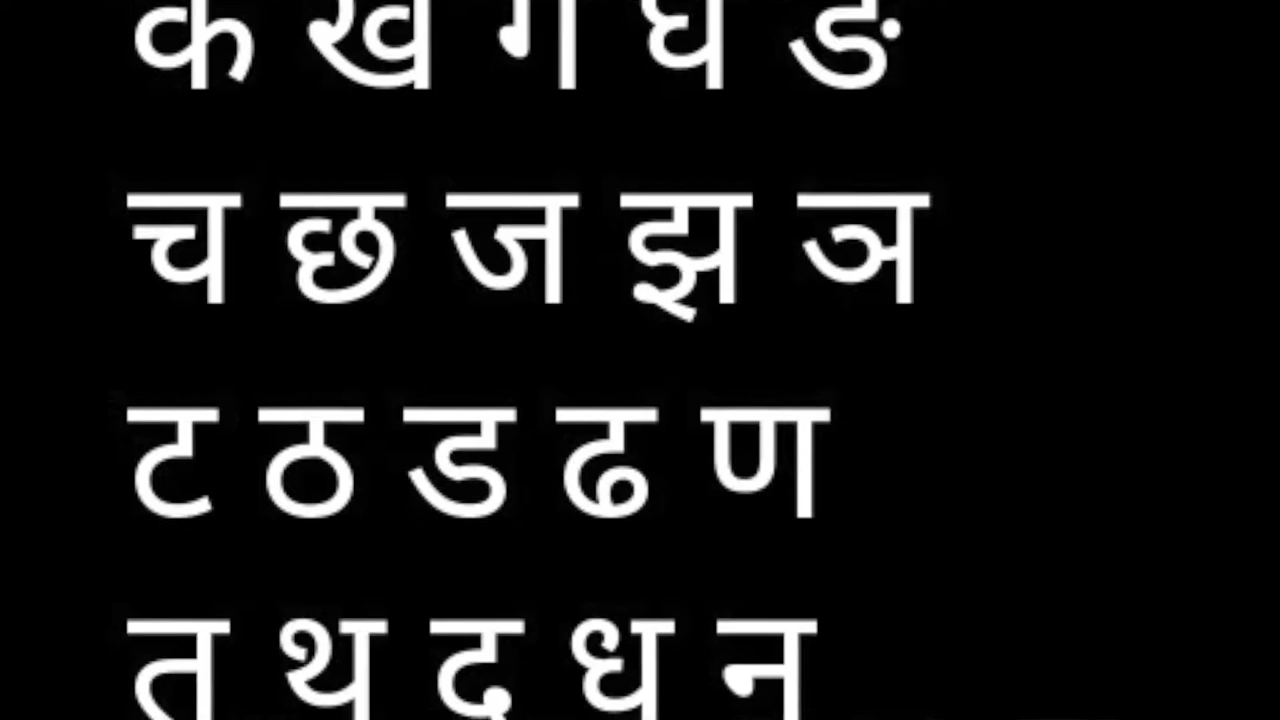 क ख ग घ ङ
च छ ज झ ञ
ट ठ ड ढ ण
त थ द ध न